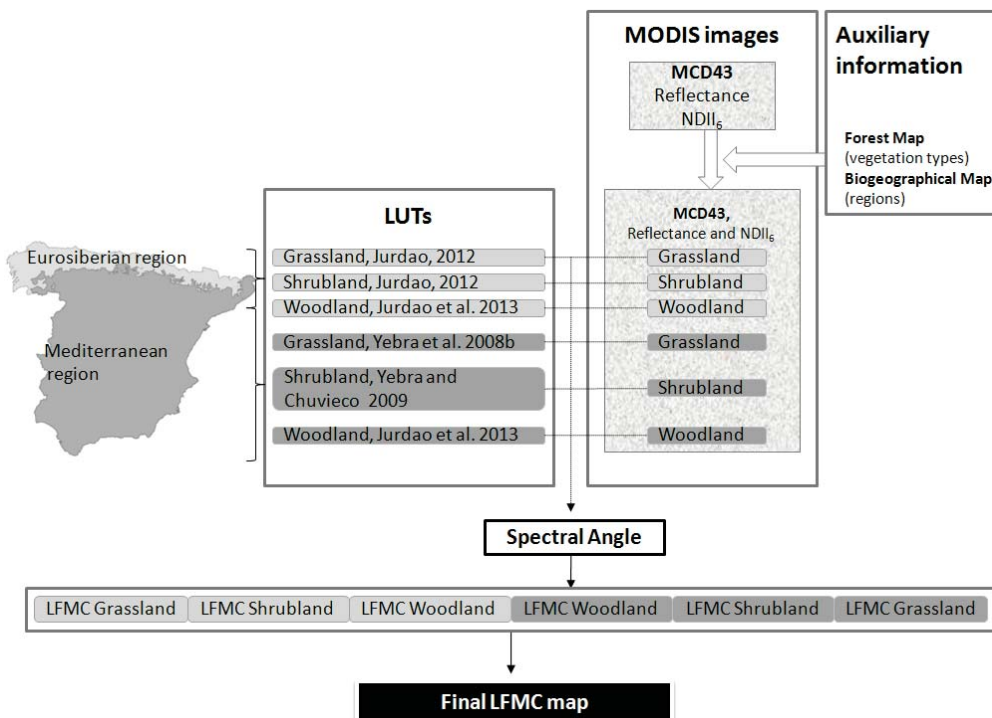 MODIS images
MCD43
Reflectance
NDII6
Auxiliary
information
Forest Map
(vegetation types)
Biogeographical Map
(regions)
LUTs
MCD43,
Reflectance and NDII6
Eurosiberian region
Mediterranean
region
Grassland, Jurdao, 2012
Grassland
Shrubland, Jurdao, 2012
Shrubland
Woodland, Jurdao et al. 2013
Woodland
Grassland, Yebra et al. 2008b
Grassland
Shrubland, Yebra and
Chuvieco 2009
Shrubland
Woodland, Jurdao et al. 2013
Woodland
Spectral Angle
LFMC Grassland
LFMC Shrubland
LFMC Woodland
LFMC Woodland
LFMC Shrubland
LFMC Grassland
Final LFMC map